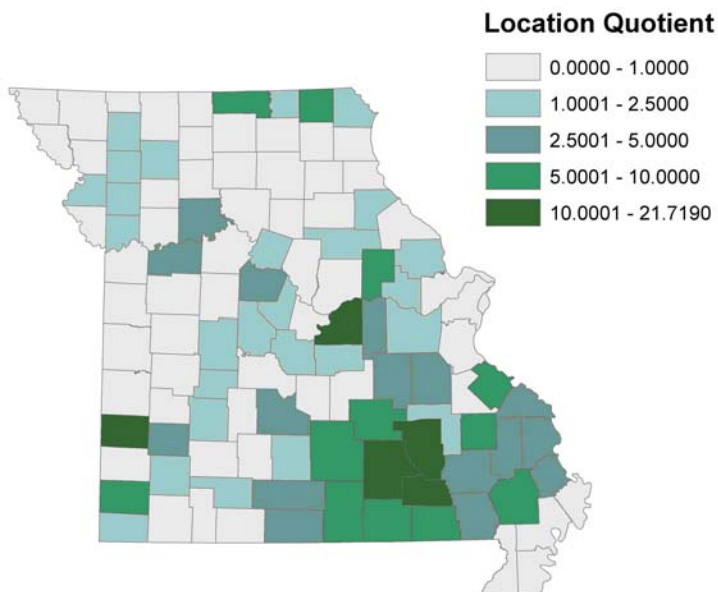 Location Quotient
0.0000 - 1.0000
1.0001 - 2.5000
2.5001 - 5.0000
5.0001 - 10.0000
10.0001 - 21.7190